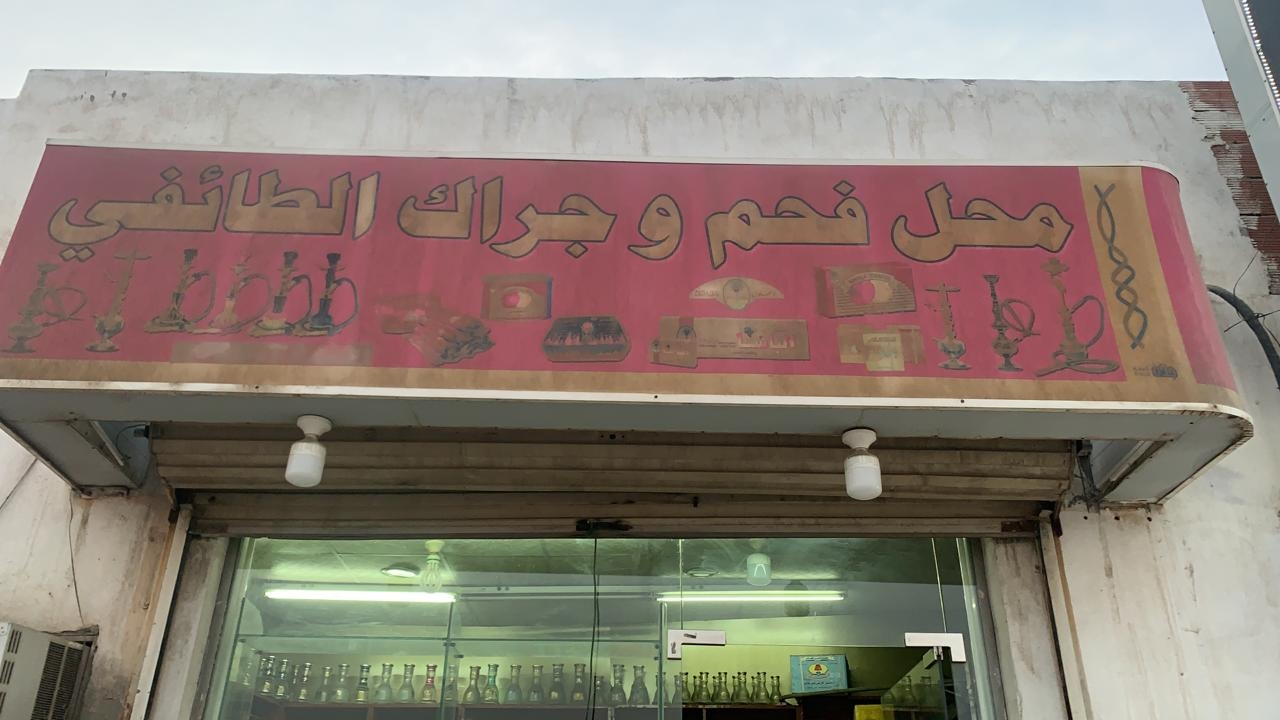 محل فحم و جراك الطائفي